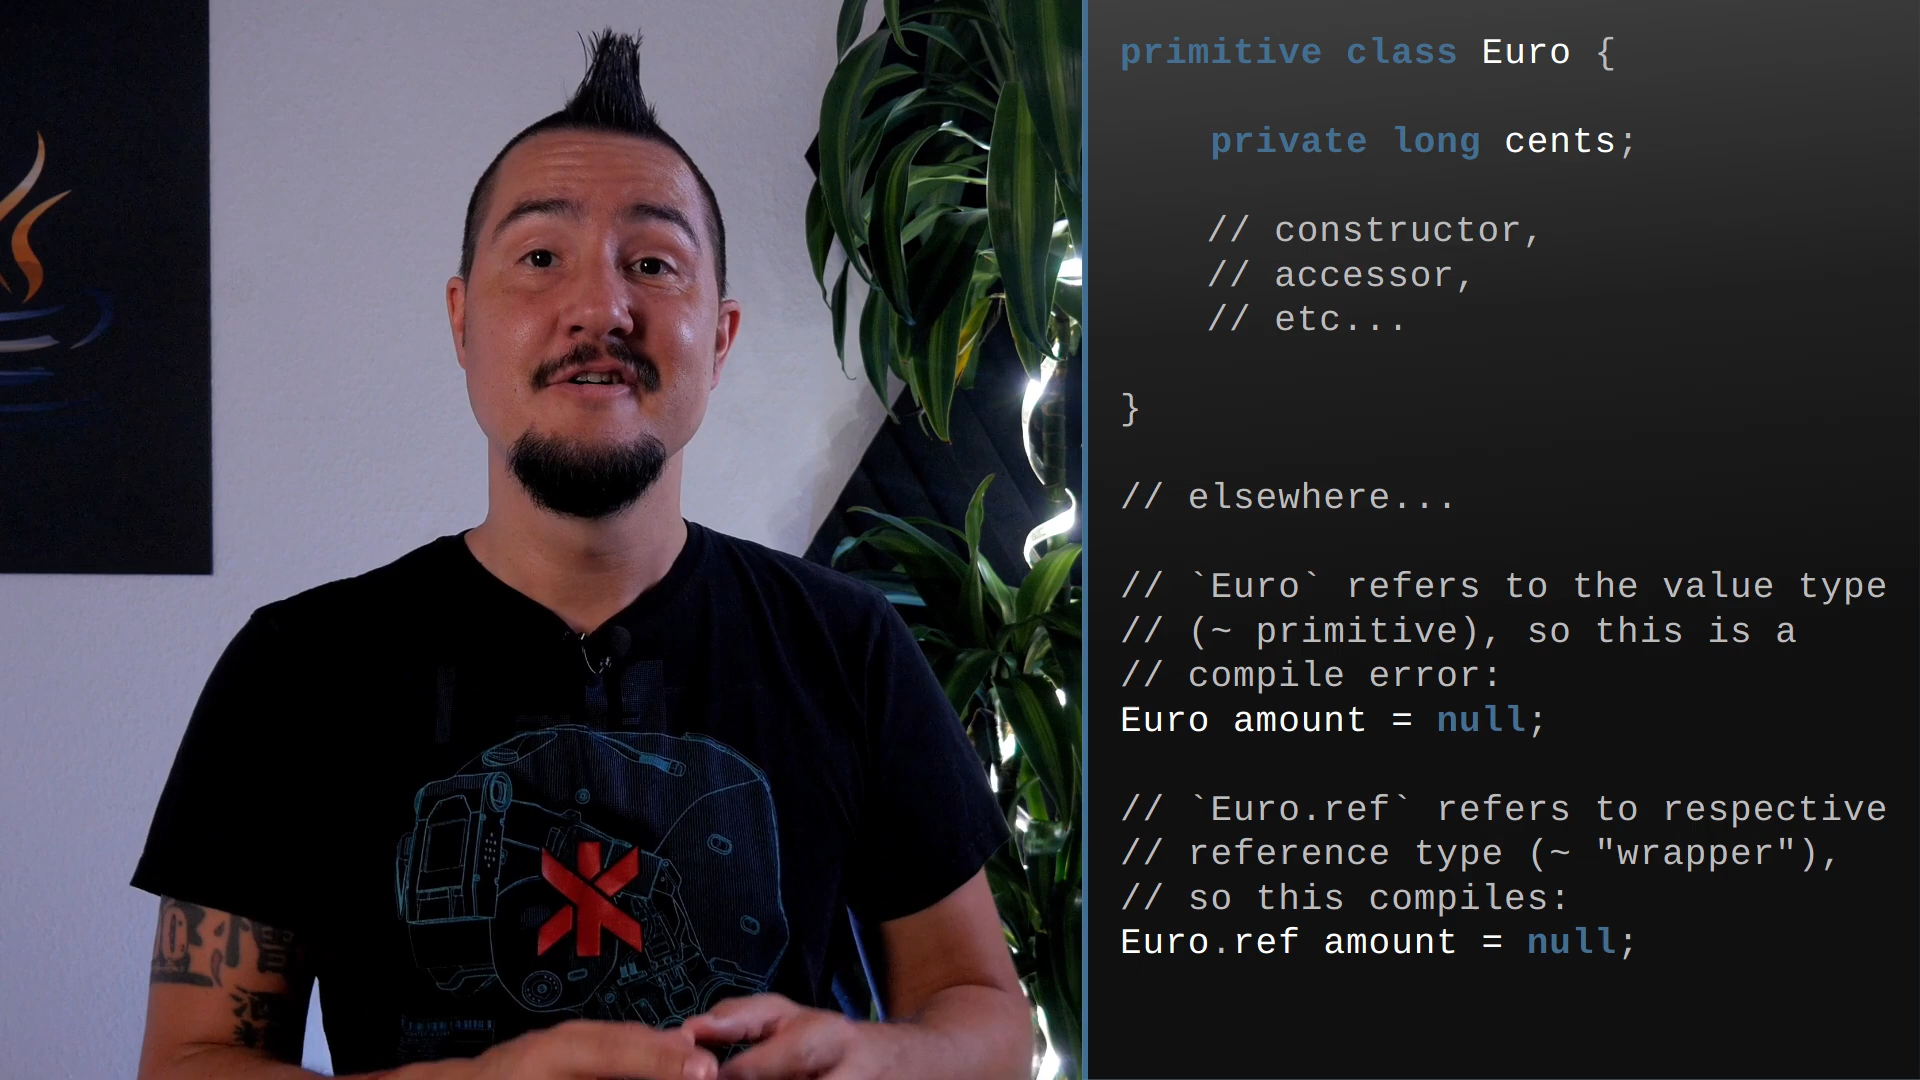 primitive class Euro {
private long cents;
// constructor,
// accessor,
// etc...
}
// elsewhere...
// `Euro` refers to the value type
// (~ primitive), so this is a
// compile error:
Euro amount = null;
// `Euro.ref` refers to respective
// reference type (~ "wrapper"),
// so this compiles:
Euro.ref amount = null;